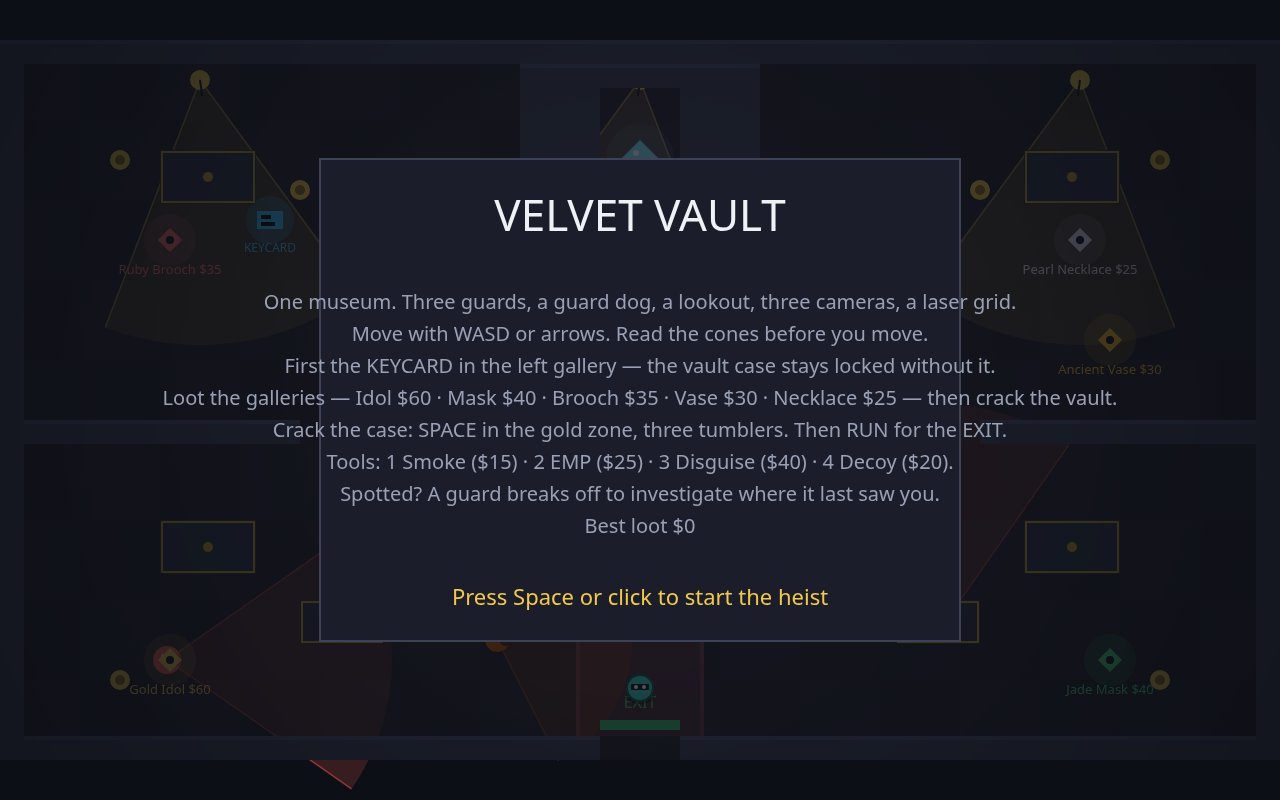 VELVET VAULT
KEYCARD
Ruby Brooch $35
Pearl Necklace $25
One museum. Three guards, a guard dog, a lookout, three cameras, a laser grid.
Move with WASD or arrows. Read the cones before you move.
First the KEYCARD in the left gallery — the vault case stays locked without it.
Ancient Vase $30
Loot the galleries — Idol $60 · Mask $40 · Brooch $35 · Vase $30 · Necklace $25 — then crack the vault.
Crack the case: SPACE in the gold zone, three tumblers. Then RUN for the EXIT.
Tools: 1 Smoke ($15) · 2 EMP ($25) · 3 Disguise ($40) · 4 Decoy ($20).
Spotted? A guard breaks off to investigate where it last saw you.
Best loot $0
Press Space or click to start the heist
Gold Idol $60
Jade Mask $40
EXIT